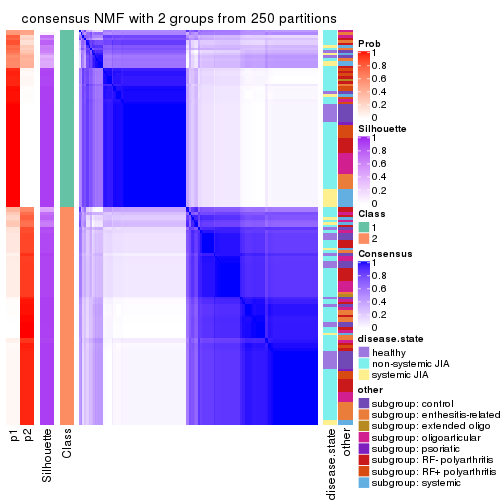 consensus NMF with 2 groups from 250 partitions
Prob
1
0.8
0.6
0.4
0.2
0
Silhouette
1
0.8
0.6
0.4
0.2
0
Class
1
2
Consensus
1
0.8
0.6
0.4
0.2
0
disease.state
healthy
non-systemic JIA
systemic JIA
other
subgroup: control
subgroup: enthesitis-related
subgroup: extended oligo
subgroup: oligoarticular
subgroup: psoriatic
subgroup: RF- polyarthritis
subgroup: RF+ polyarthritis
subgroup: systemic
p1
p2
Silhouette
Class
disease.state
other